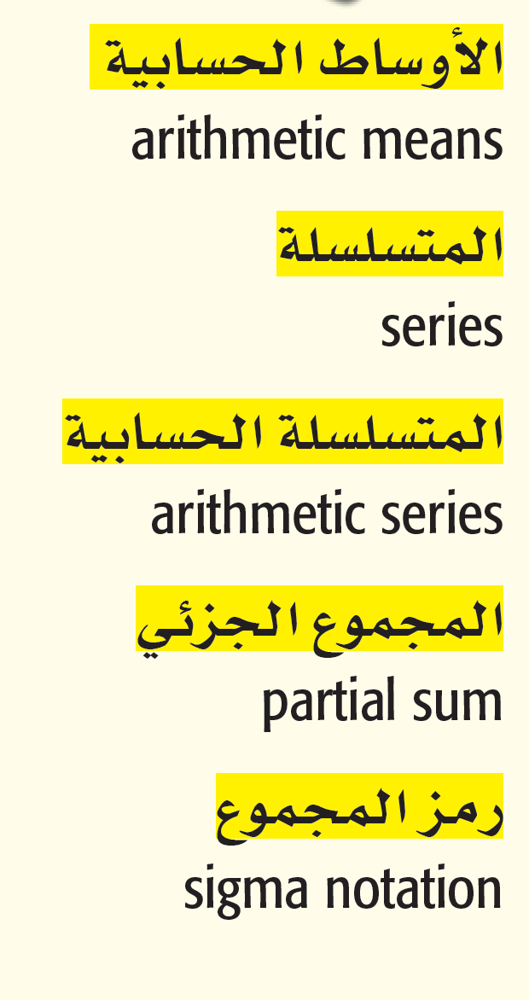 الأوساط الحسابية
arithmetic means
المتسلسلة
series
المتسلسلة الحسابية
arithmetic series
المجموع الجزئي
partial sum
رمز المجموع
sigma notation